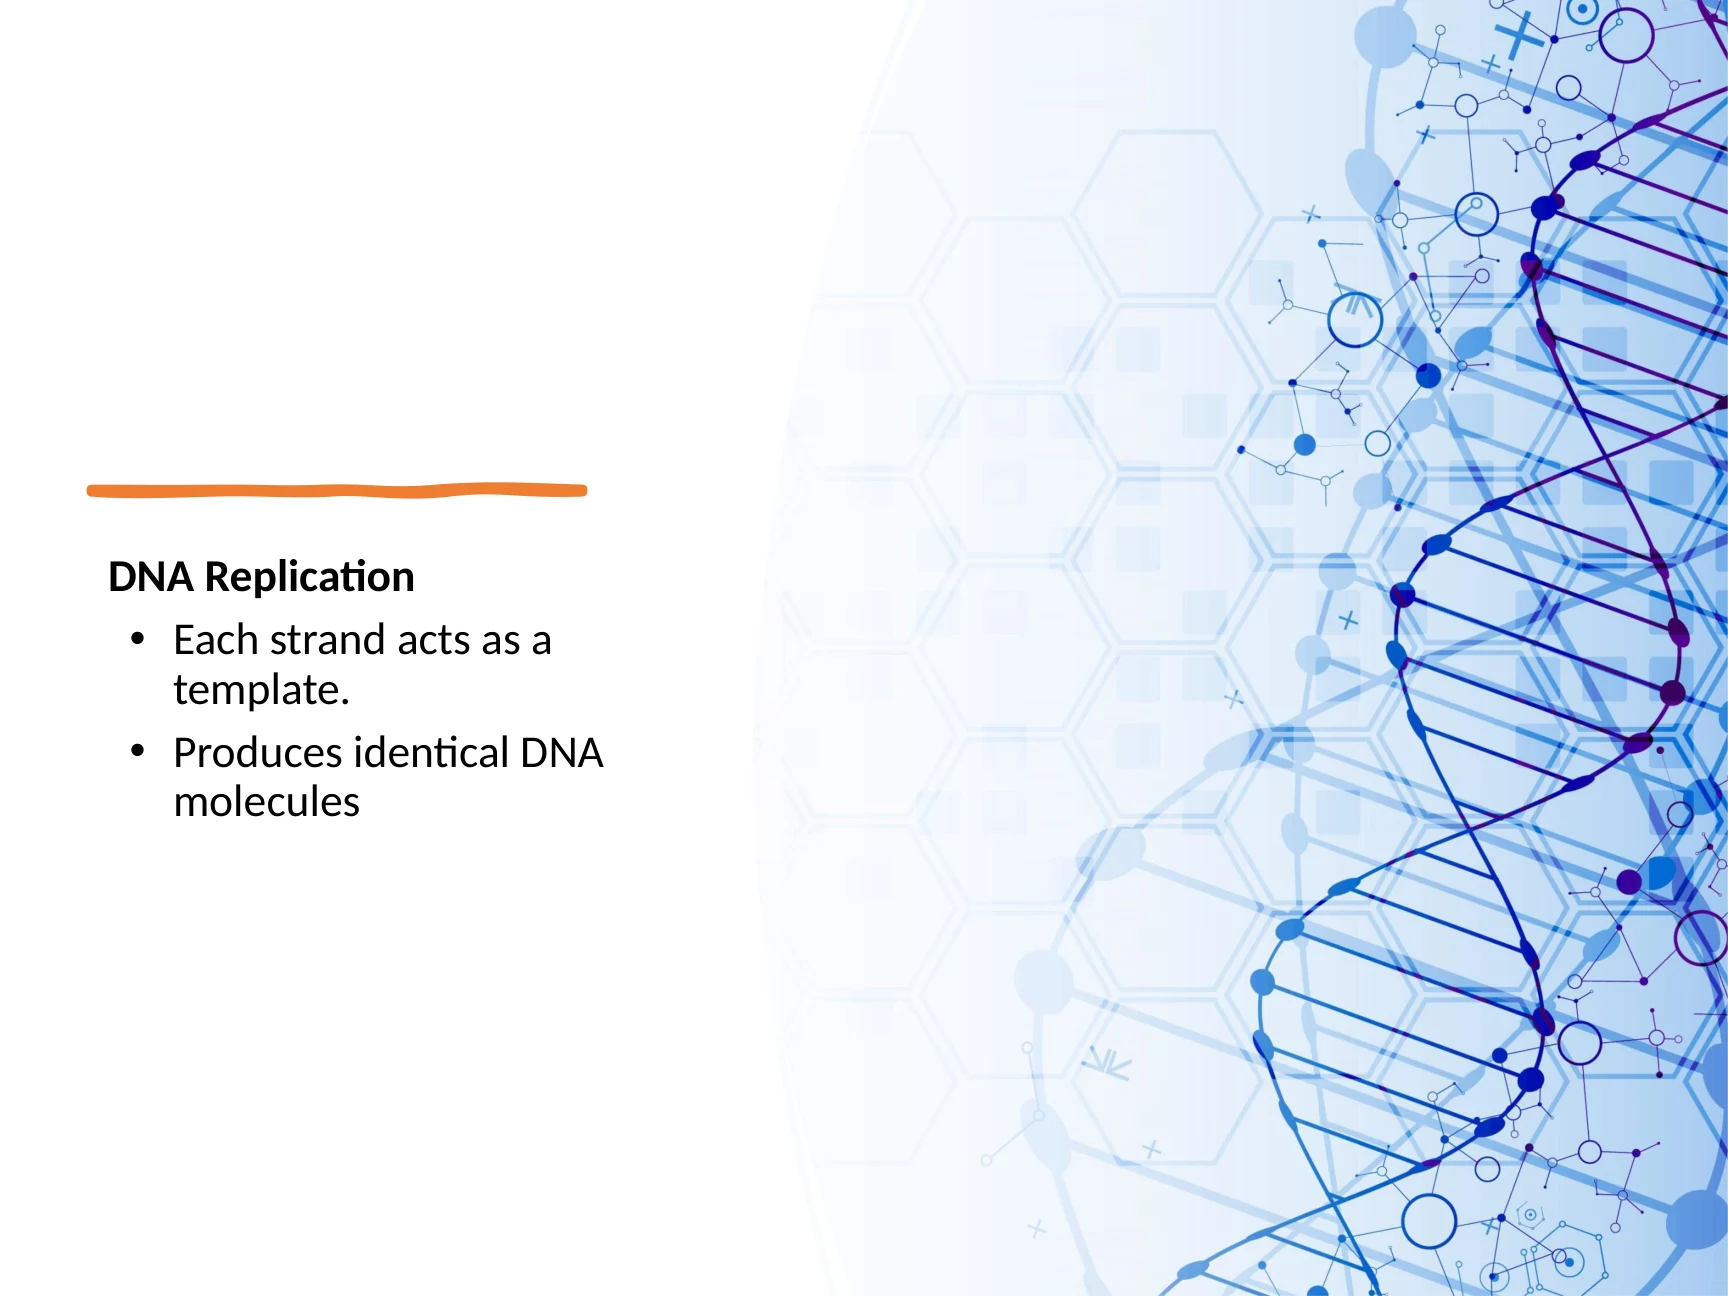 DNA Replication
• Each strand acts as a
template.
• Produces identical DNA
molecules